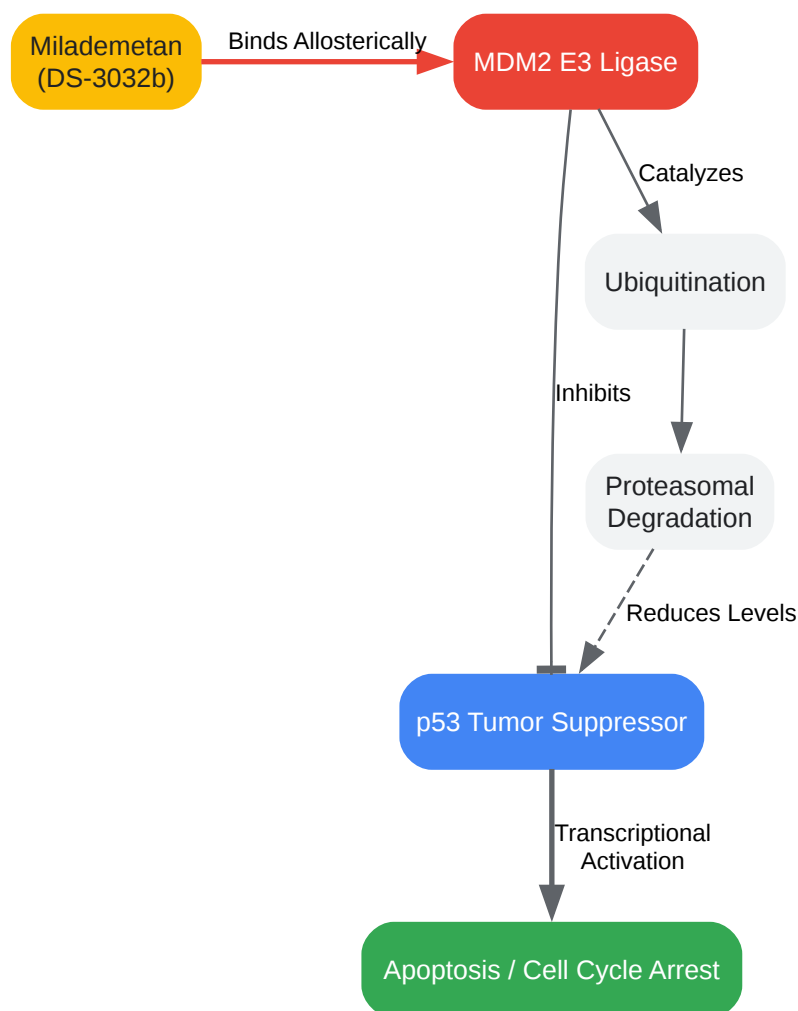 Milademetan
(DS-3032b)
Binds Allosterically
MDM2 E3 Ligase
Catalyzes
Ubiquitination
Inhibits
Proteasomal
Degradation
Reduces Levels
p53 Tumor Suppressor
Transcriptional
Activation
Apoptosis / Cell Cycle Arrest